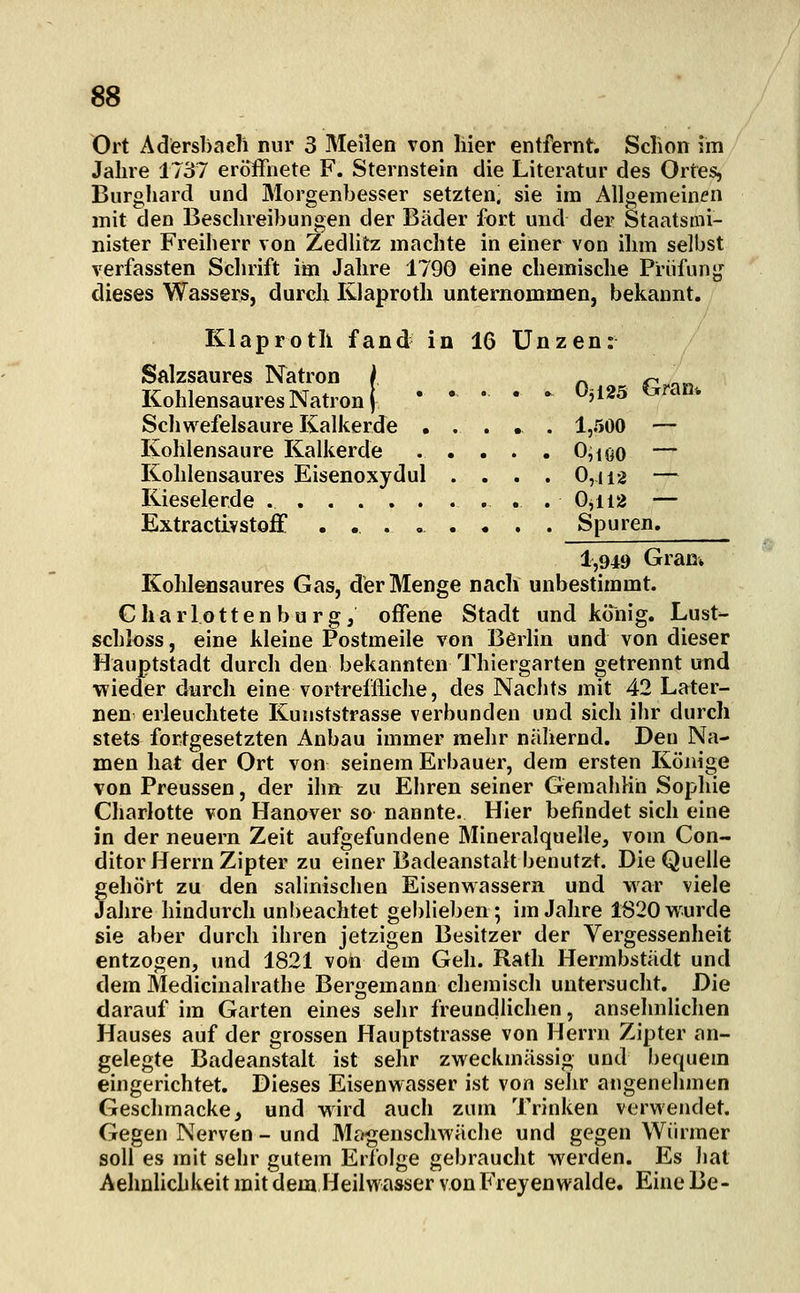 88
Ort Adersbach nur 3 Meilen von hier entfernt. Schon im
Jahre 1737 eröffnete F. Sternstein die Literatur des Ortes,
Burghard und Morgenbesser setzten, sie im Allgemeinen
mit den Beschreibungen der Bäder fort und der Staatsmi-
nister Freiherr von Zedlitz machte in einer von ihm selbst
verfassten Schrift im Jahre 1790 eine chemische Prüfung
dieses Wassers, durch Klaproth unternommen, bekannt.
Klaproth fand in 16 Unzen:
Salzsaures Natron }
Kohlensaures Natron } . . . . . 0,125 Gran.
Schwefelsaure Kalkerde . . . . . 1,500 —
Kohlensaure Kalkerde . . . . . 0,100 —
Kohlensaures Eisenoxydul . . . . 0,112 —
Kieselerde . . . . . . . . . . . 0,112 —
Extractivstoff . . . . . . . . . Spuren.
1,949 Gran.
Kohlensaures Gas, der Menge nach unbestimmt.
Charlottenburg, offene Stadt und könig. Lust-
schloss, eine kleine Postmeile von Berlin und von dieser
Hauptstadt durch den bekannten Thiergarten getrennt und
wieder durch eine vortreffliche, des Nachts mit 42 Later-
nen erleuchtete Kunststrasse verbunden und sich ihr durch
stets fortgesetzten Anbau immer mehr nähernd. Den Na-
men hat der Ort von seinem Erbauer, dem ersten Könige
von Preussen, der ihn zu Ehren seiner Gemahlin Sophie
Charlotte von Hanover so nannte. Hier befindet sich eine
in der neuern Zeit aufgefundene Mineralquelle, vom Con-
ditor Herrn Zipter zu einer Badeanstalt benutzt. Die Quelle
gehört zu den salinischen Eisenwassern und war viele
Jahre hindurch unbeachtet geblieben; im Jahre 1820 wurde
sie aber durch ihren jetzigen Besitzer der Vergessenheit
entzogen, und 1821 von dem Geh. Rath Hermbstädt und
dem Medicinalrathe Bergemann chemisch untersucht. Die
darauf im Garten eines sehr freundlichen, ansehnlichen
Hauses auf der grossen Hauptstrasse von Herrn Zipter an-
gelegte Badeanstalt ist sehr zweckmässig und bequem
eingerichtet. Dieses Eisenwasser ist von sehr angenehmen
Geschmacke, und wird auch zum Trinken verwendet.
Gegen Nerven- und Magenschwäche und gegen Würmer
soll es mit sehr gutem Erfolge gebraucht werden. Es hat
Aehnlichkeit mit dem Heilwasser von Freyenwalde. Eine Be-